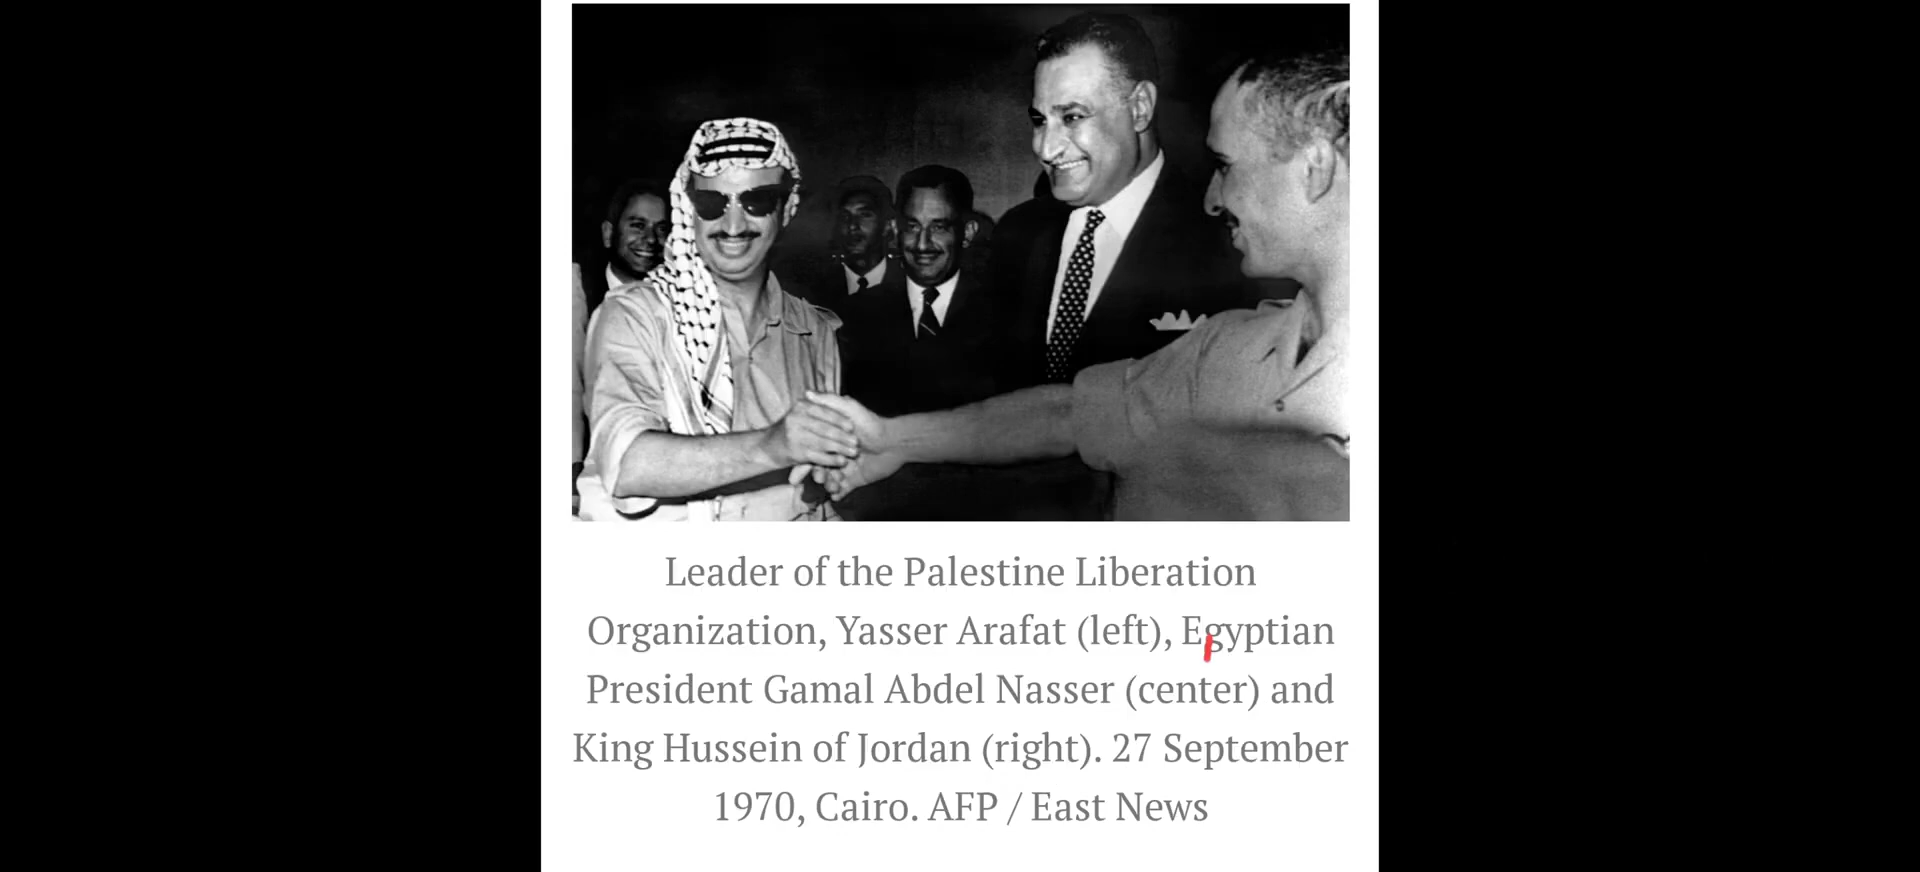 Leader of the Palestine Liberation
Organization, Yasser Arafat (left), Egyptian
President Gamal Abdel Nasser (center) and
King Hussein of Jordan (right). 27 September
1970, Cairo. AFP / East News